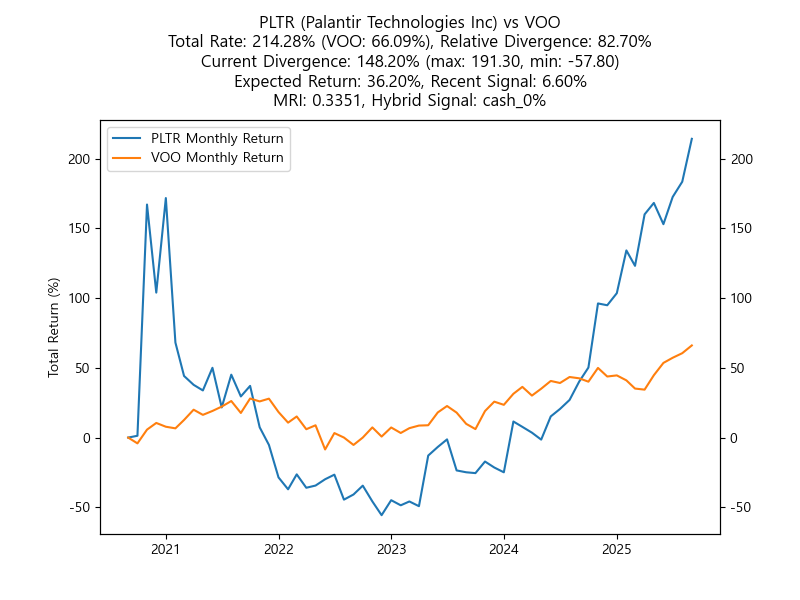 PLTR (Palantir Technologies Inc) vs VOO
Total Rate: 214.28% (VOO: 66.09%), Relative Divergence: 82.70%
Current Divergence: 148.20% (max: 191.30, min: -57.80)
Expected Return: 36.20%, Recent Signal: 6.60%
MRI: 0.3351, Hybrid Signal: cash_0%
PLTR Monthly Return
VOO Monthly Return
Total Return (%)
200
150
100
50
0
-50
200
150
100
50
0
-50
2021 2022 2023 2024 2025